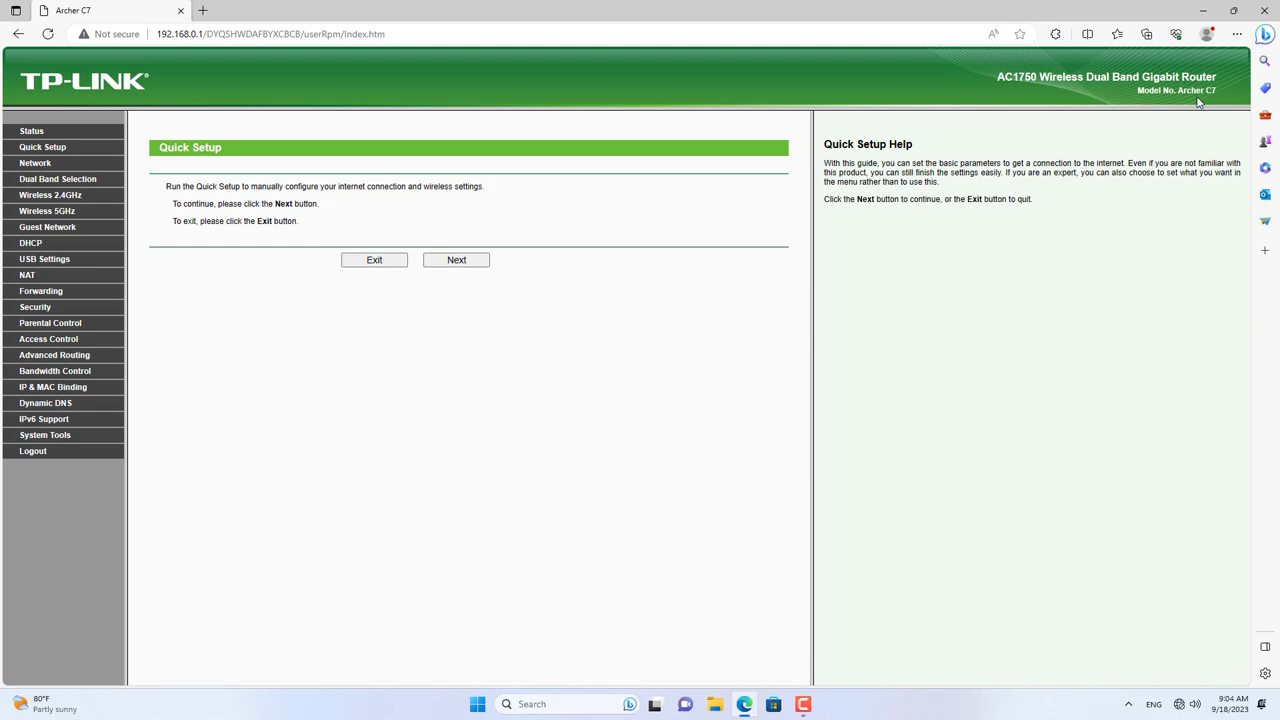 Archer C7
Not secure
192.168.0.1/DYQSHWDAFBYXCBCB/userRpm/Index.htm
TP-LINK®
AC1750 Wireless Dual Band Gigabit Router
Model No. Archer C7
Status
Quick Setup
Network
Dual Band Selection
Wireless 2.4GHz
Wireless 5GHz
Guest Network
DHCP
USB Settings
NAT
Forwarding
Security
Parental Control
Access Control
Advanced Routing
Bandwidth Control
IP & MAC Binding
Dynamic DNS
IPv6 Support
System Tools
Logout
Quick Setup
Run the Quick Setup to manually configure your internet connection and wireless settings.
To continue, please click the Next button.
To exit, please click the Exit button.
Exit
Next
Quick Setup Help
With this guide, you can set the basic parameters to get a connection to the internet. Even if you are not familiar with
this product, you can still finish the settings easily. If you are an expert, you can also choose to set what you want in
the menu rather than to use this.
Click the Next button to continue, or the Exit button to quit.
80°F
Partly sunny
Search
ENG
9:04 AM
9/18/2023